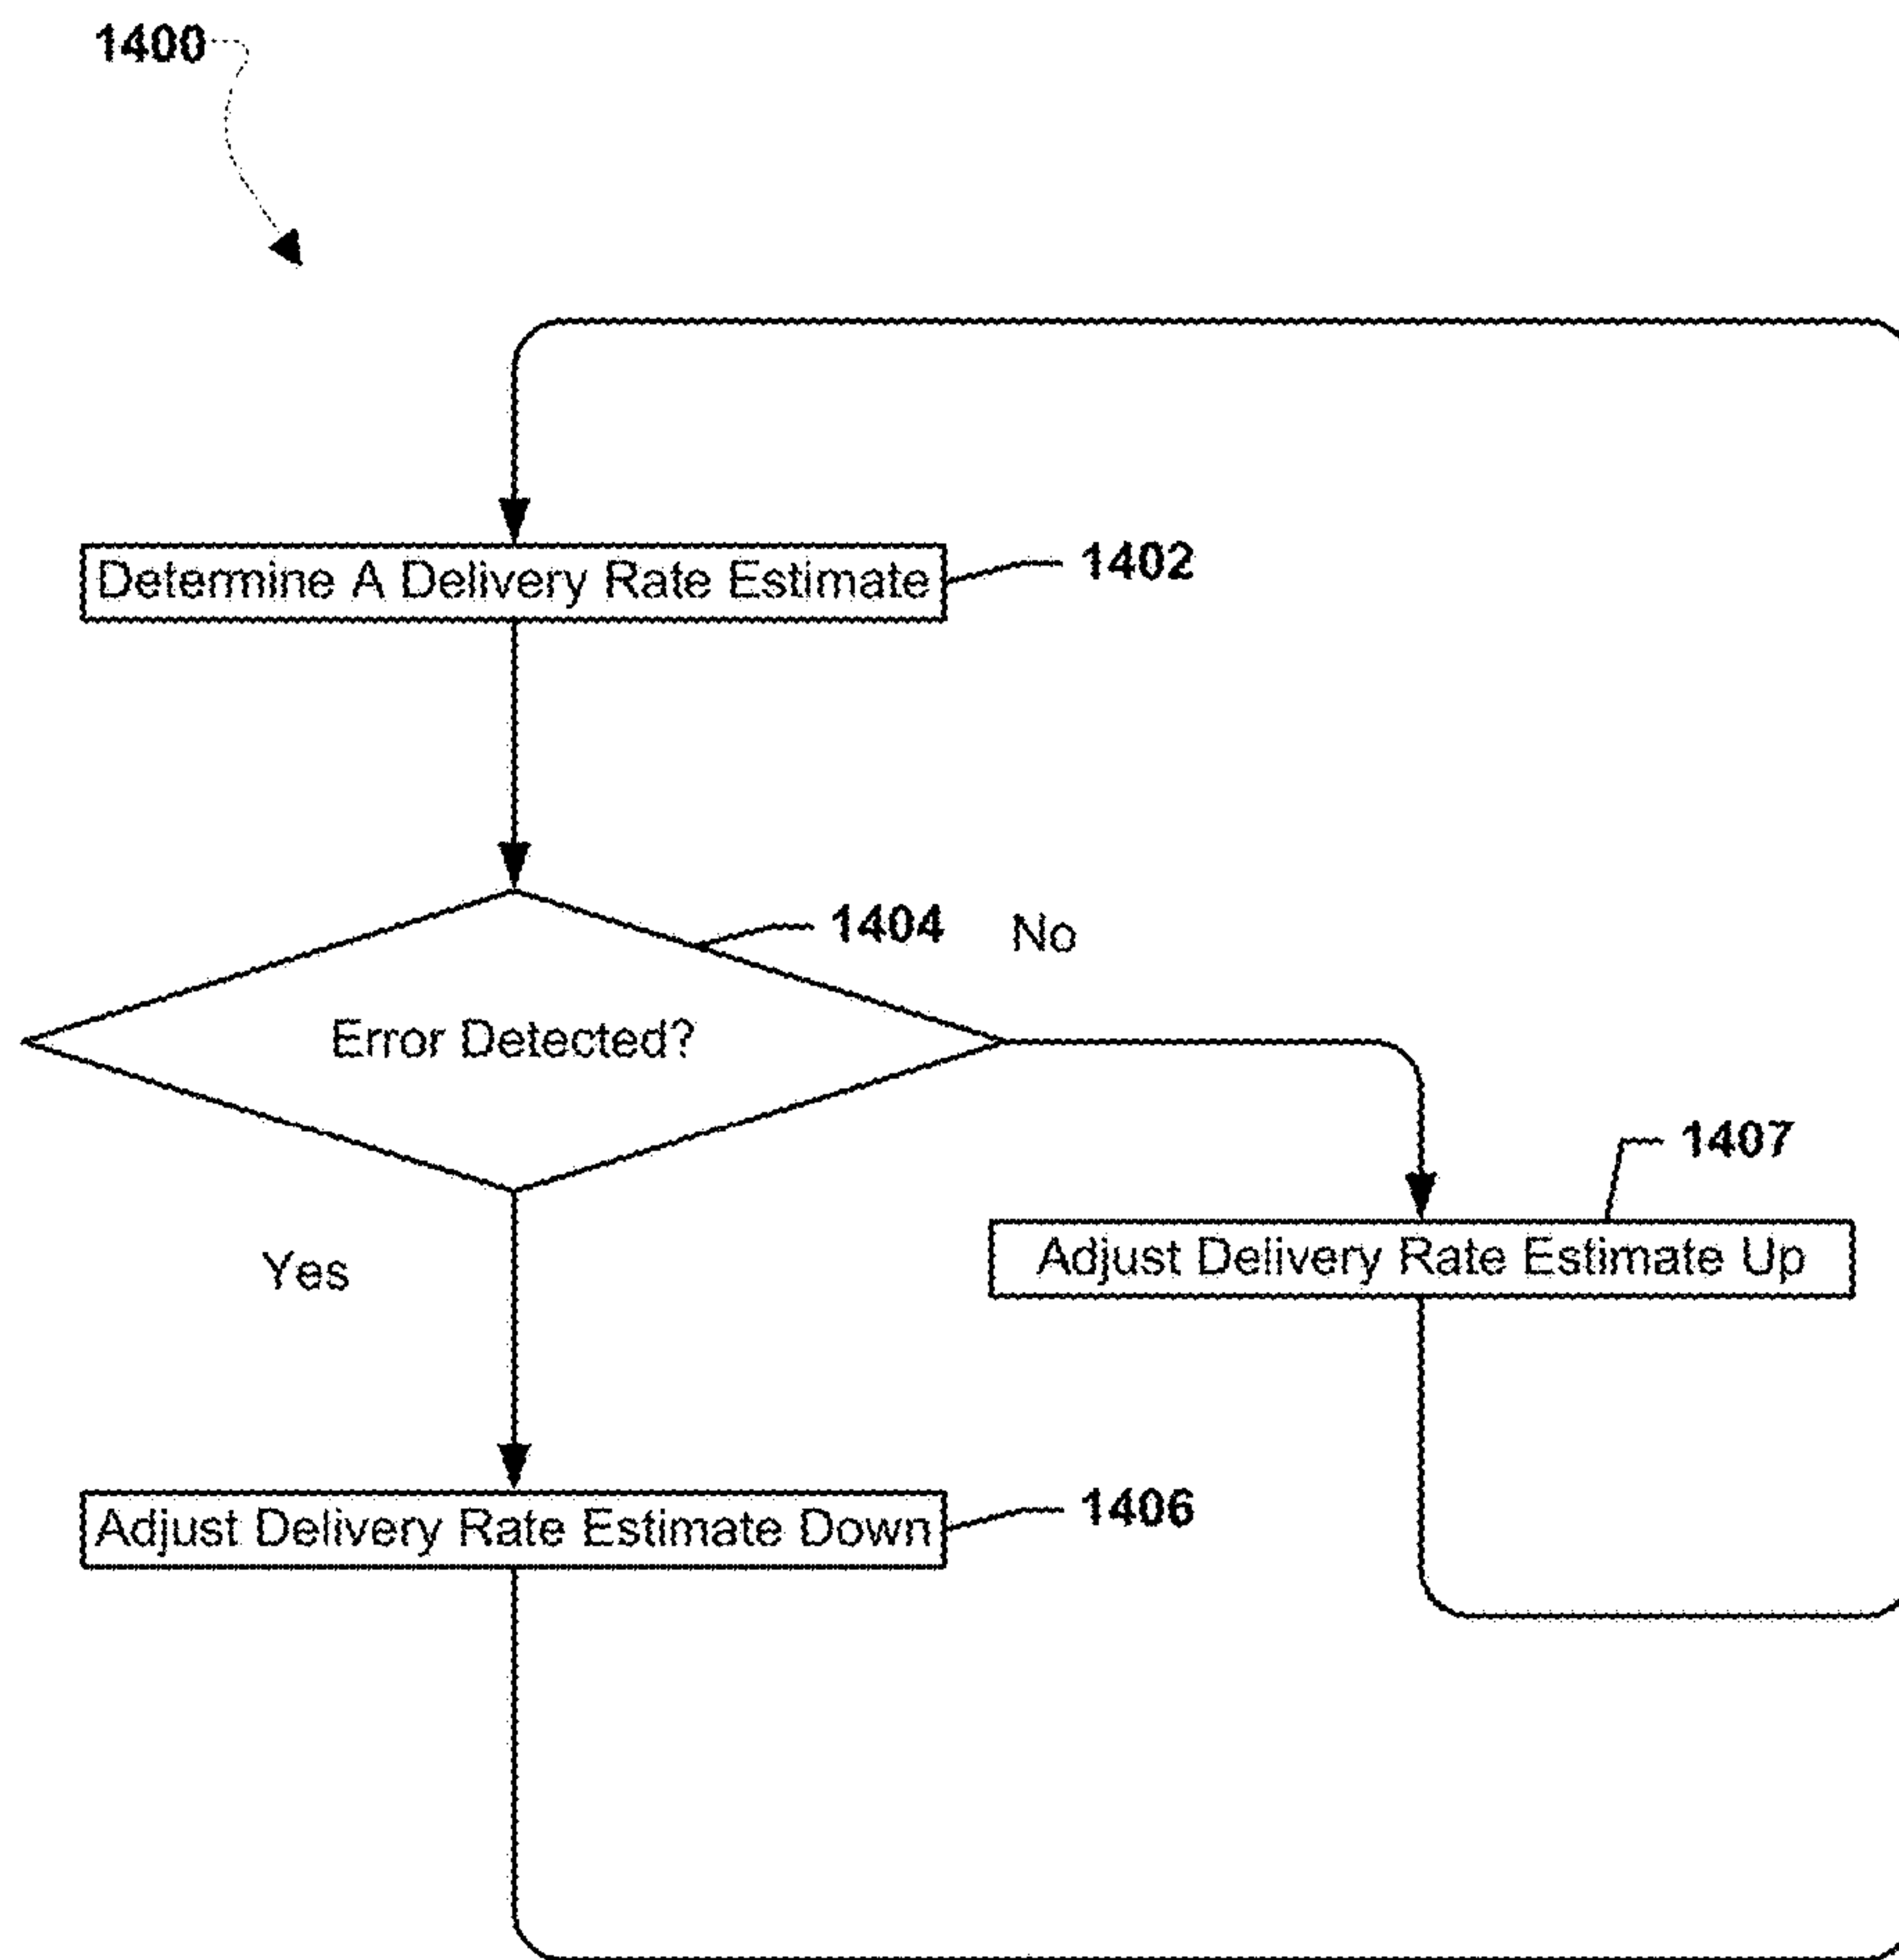 1400
Determine A Delivery Rate Estimate
1402
1404
No
Error Detected?
1407
Adjust Delivery Rate Estimate Up
Yes
Adjust Delivery Rate Estimate Down
1406